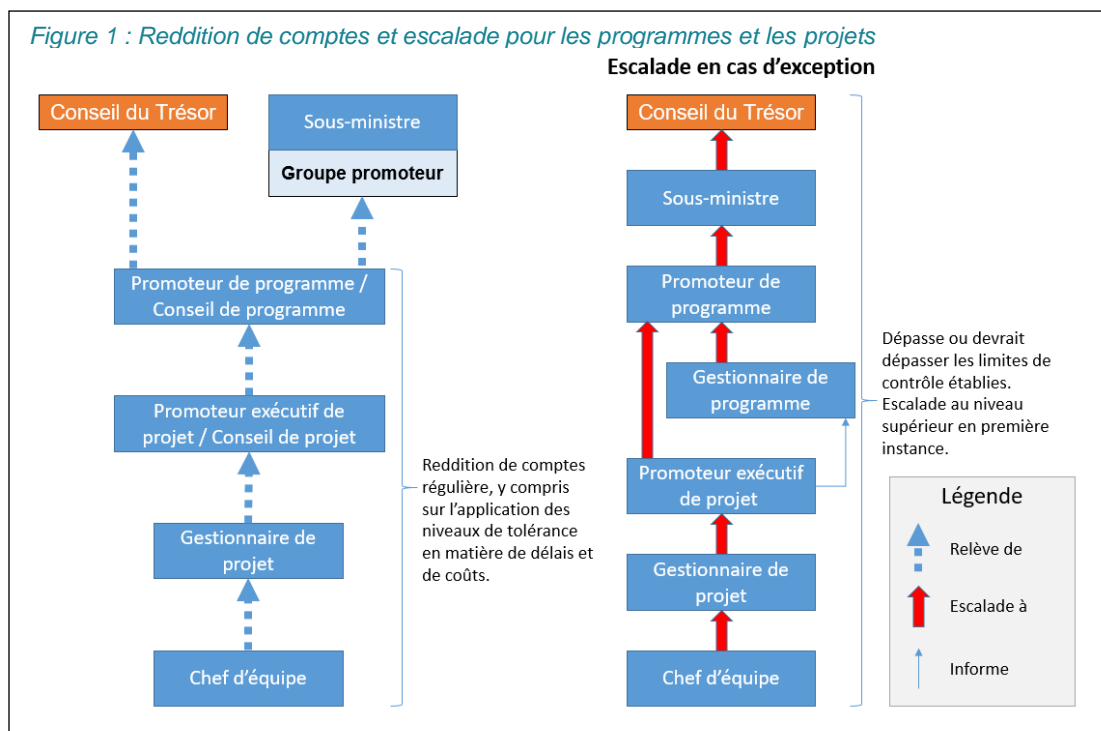 Figure 1 : Reddition de comptes et escalade pour les programmes et les projets
Conseil du Trésor
Sous-ministre
Groupe promoteur
Promoteur de programme /
Conseil de programme
Promoteur exécutif de
projet / Conseil de projet
Gestionnaire de
projet
Chef d’équipe
Reddition de comptes
régulière, y compris
sur l’application des
niveaux de tolérance
en matière de délais et
de coûts.
Escalade en cas d’exception
Conseil du Trésor
Sous-ministre
Promoteur de
programme
Gestionnaire de
programme
Promoteur exécutif
de projet
Gestionnaire de
projet
Chef d’équipe
Dépasse ou devrait
dépasser les limites de
contrôle établies.
Escalade au niveau
supérieur en première
instance.
Légende
Relève de
Escalade à
Informe